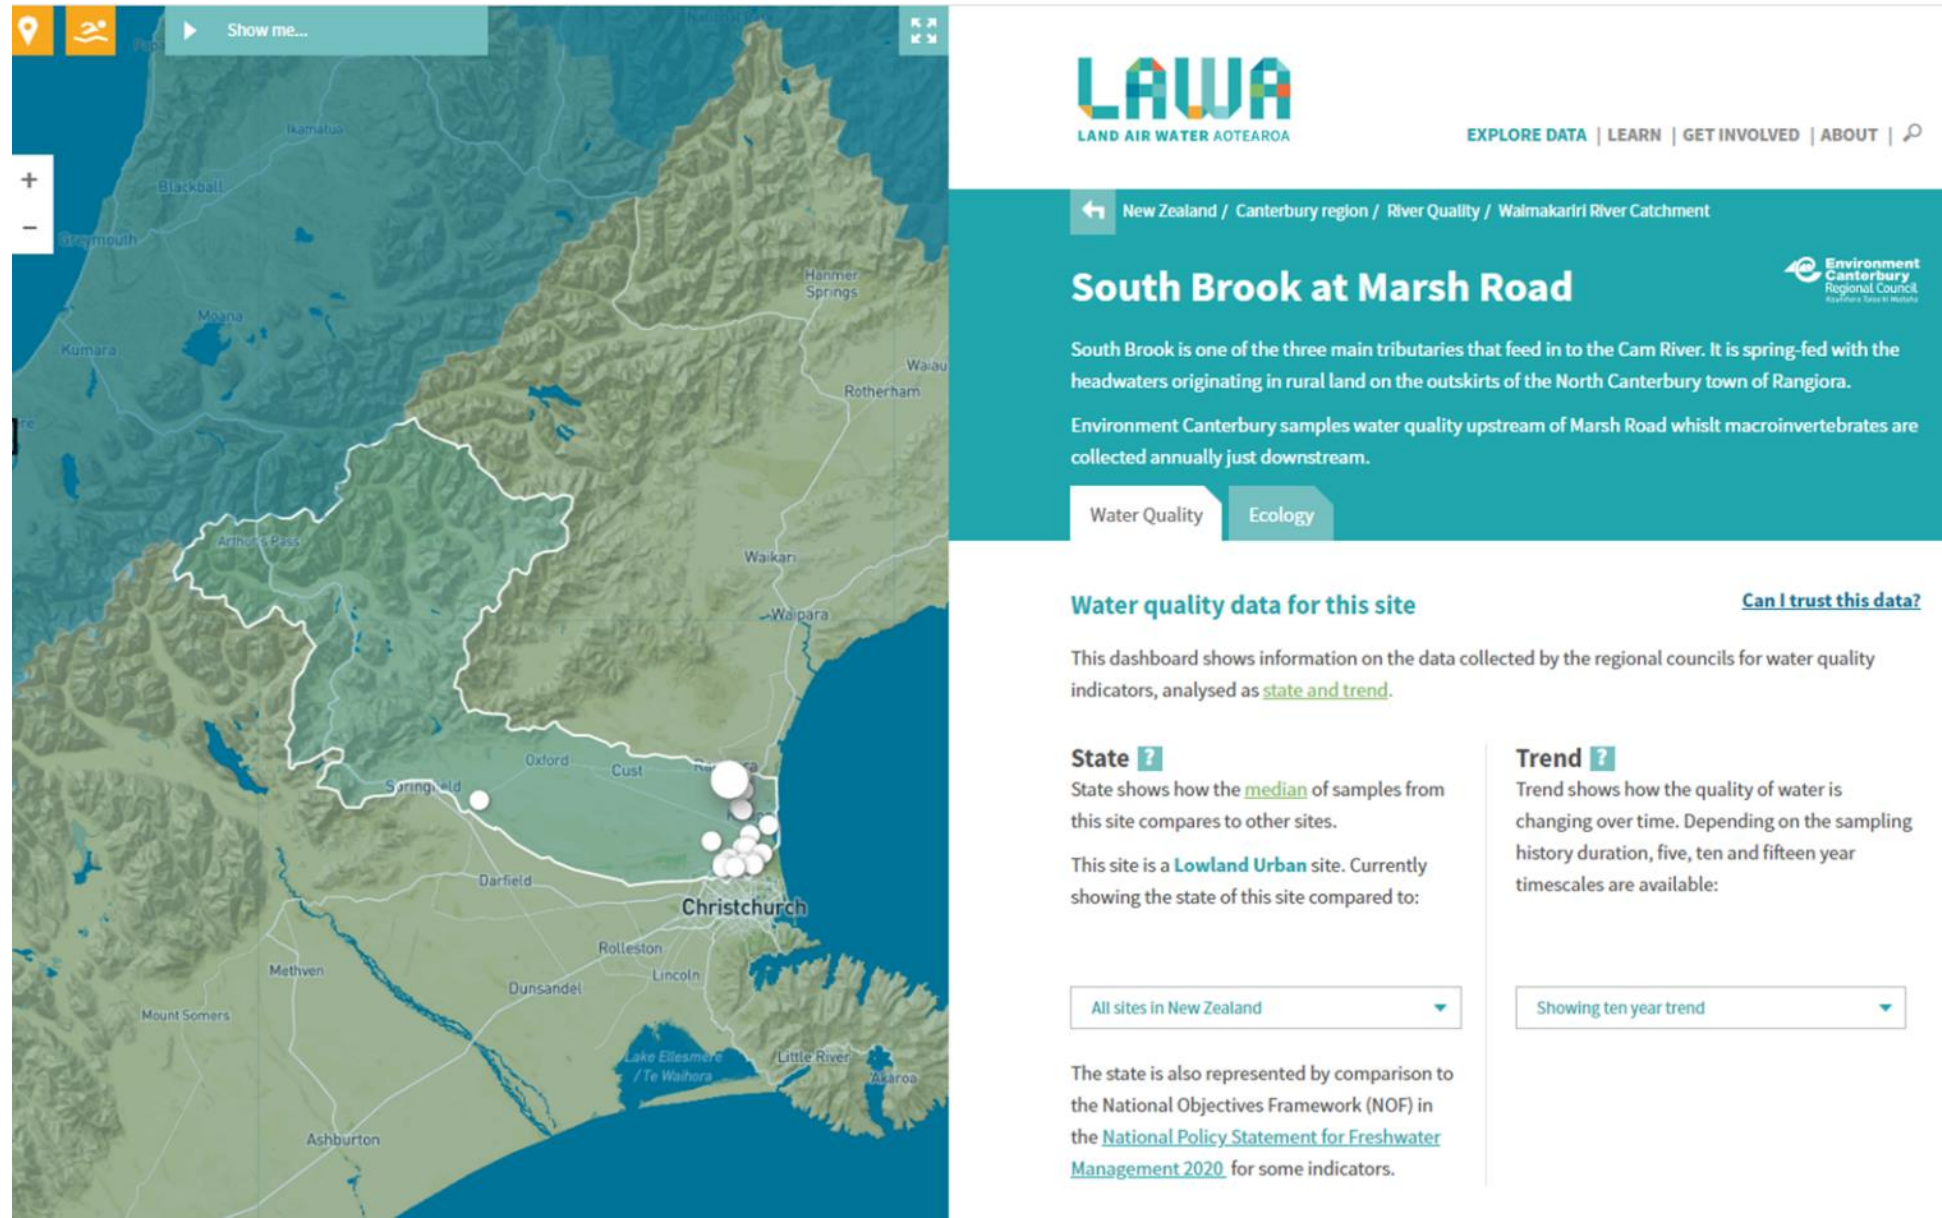 Show me...
National Park
Ikamatua
+
Blackball
−
Greymouth
Hanmer
Springs
Moana
Kumara
Waiau
Rotherham
Arthur's Pass
Waikari
Waipara
Oxford
Cust
Springfield
Darfield
Christchurch
Rolleston
Methven
Lincoln
Dunsandel
Mount Somers
Lake Ellesmere
/ Te Waihora
Little River
Akaroa
Ashburton
LAWA
LAND AIR WATER AOTEAROA
EXPLORE DATA | LEARN | GET INVOLVED | ABOUT |
New Zealand / Canterbury region / River Quality / Waimakariri River Catchment
South Brook at Marsh Road
Environment
Canterbury
Regional Council
Kaunihera Taiao ki Waitaha
South Brook is one of the three main tributaries that feed in to the Cam River. It is spring-fed with the
headwaters originating in rural land on the outskirts of the North Canterbury town of Rangiora.
Environment Canterbury samples water quality upstream of Marsh Road whislt macroinvertebrates are
collected annually just downstream.
Water Quality
Ecology
Water quality data for this site
Can I trust this data?
This dashboard shows information on the data collected by the regional councils for water quality
indicators, analysed as state and trend.
State ?
State shows how the median of samples from
this site compares to other sites.
This site is a Lowland Urban site. Currently
showing the state of this site compared to:
All sites in New Zealand
The state is also represented by comparison to
the National Objectives Framework (NOF) in
the National Policy Statement for Freshwater
Management 2020 for some indicators.
Trend ?
Trend shows how the quality of water is
changing over time. Depending on the sampling
history duration, five, ten and fifteen year
timescales are available:
Showing ten year trend